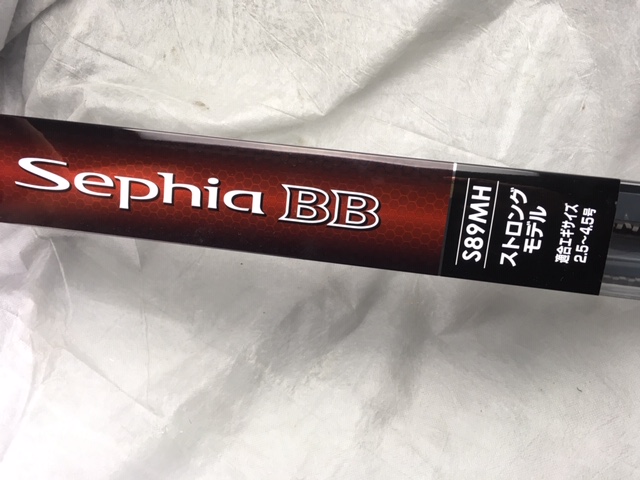 Sephia BB
S89MH
ストロング
モデル
適合エギサイズ
2.5~4.5号